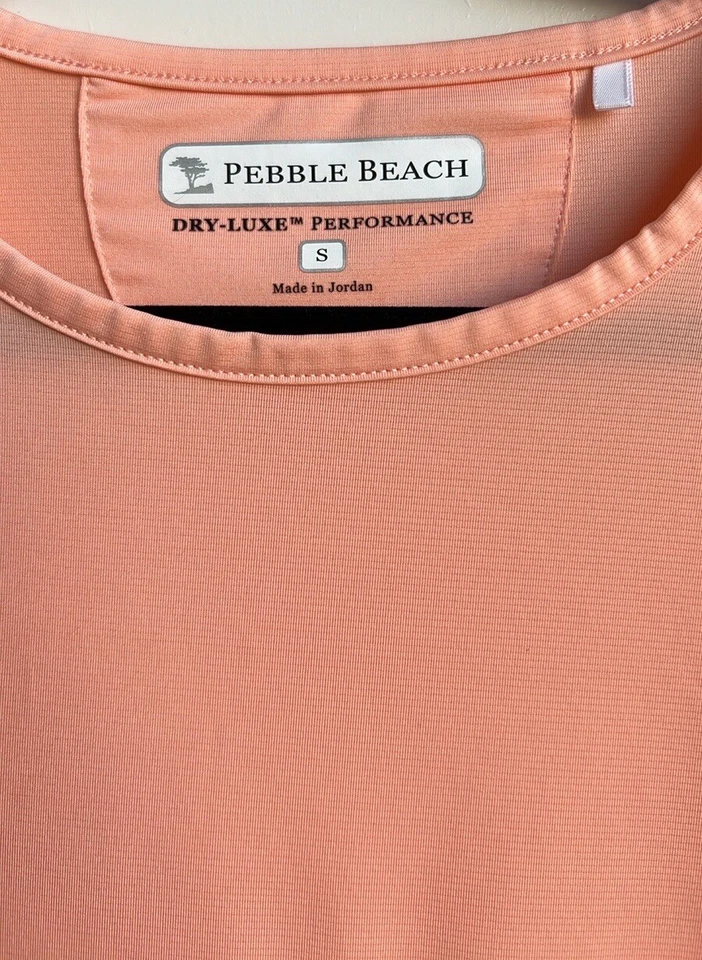 PEBBLE BEACH
DRY-LUXE™ PERFORMANCE
S
Made in Jordan